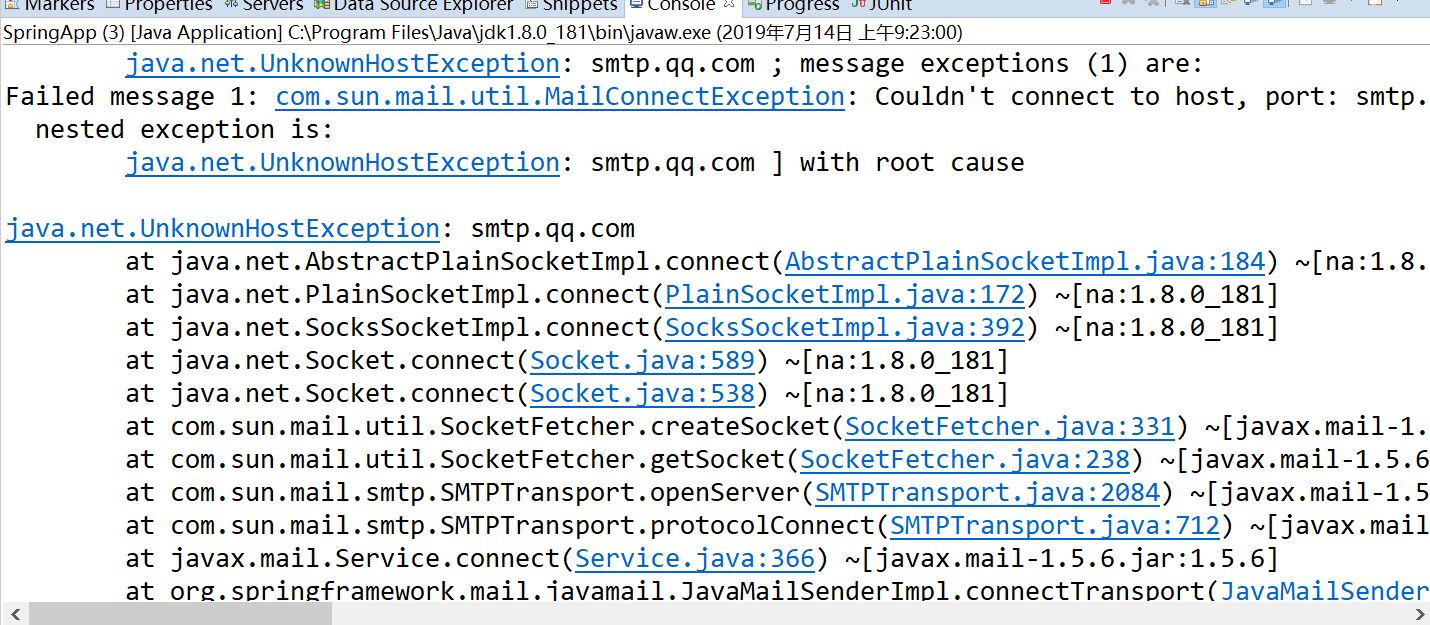 Markers Properties Servers Data Source Explorer Snippets Console Progress JUnit
SpringApp (3) [Java Application] C:\Program Files\Java\jdk1.8.0_181\bin\javaw.exe (2019年7月14日 上午9:23:00)
java.net.UnknownHostException: smtp.qq.com ; message exceptions (1) are:
Failed message 1: com.sun.mail.util.MailConnectException: Couldn't connect to host, port: smtp.
nested exception is:
java.net.UnknownHostException: smtp.qq.com ] with root cause
java.net.UnknownHostException: smtp.qq.com
at java.net.AbstractPlainSocketImpl.connect(AbstractPlainSocketImpl.java:184) ~[na:1.8.
at java.net.PlainSocketImpl.connect(PlainSocketImpl.java:172) ~[na:1.8.0_181]
at java.net.SocksSocketImpl.connect(SocksSocketImpl.java:392) ~[na:1.8.0_181]
at java.net.Socket.connect(Socket.java:589) ~[na:1.8.0_181]
at java.net.Socket.connect(Socket.java:538) ~[na:1.8.0_181]
at com.sun.mail.util.SocketFetcher.createSocket(SocketFetcher.java:331) ~[javax.mail-1.
at com.sun.mail.util.SocketFetcher.getSocket(SocketFetcher.java:238) ~[javax.mail-1.5.6
at com.sun.mail.smtp.SMTPTransport.openServer(SMTPTransport.java:2084) ~[javax.mail-1.5
at com.sun.mail.smtp.SMTPTransport.protocolConnect(SMTPTransport.java:712) ~[javax.mail
at javax.mail.Service.connect(Service.java:366) ~[javax.mail-1.5.6.jar:1.5.6]
at org.springframework.mail.javamail.JavaMailSenderImpl.connectTransport(JavaMailSender